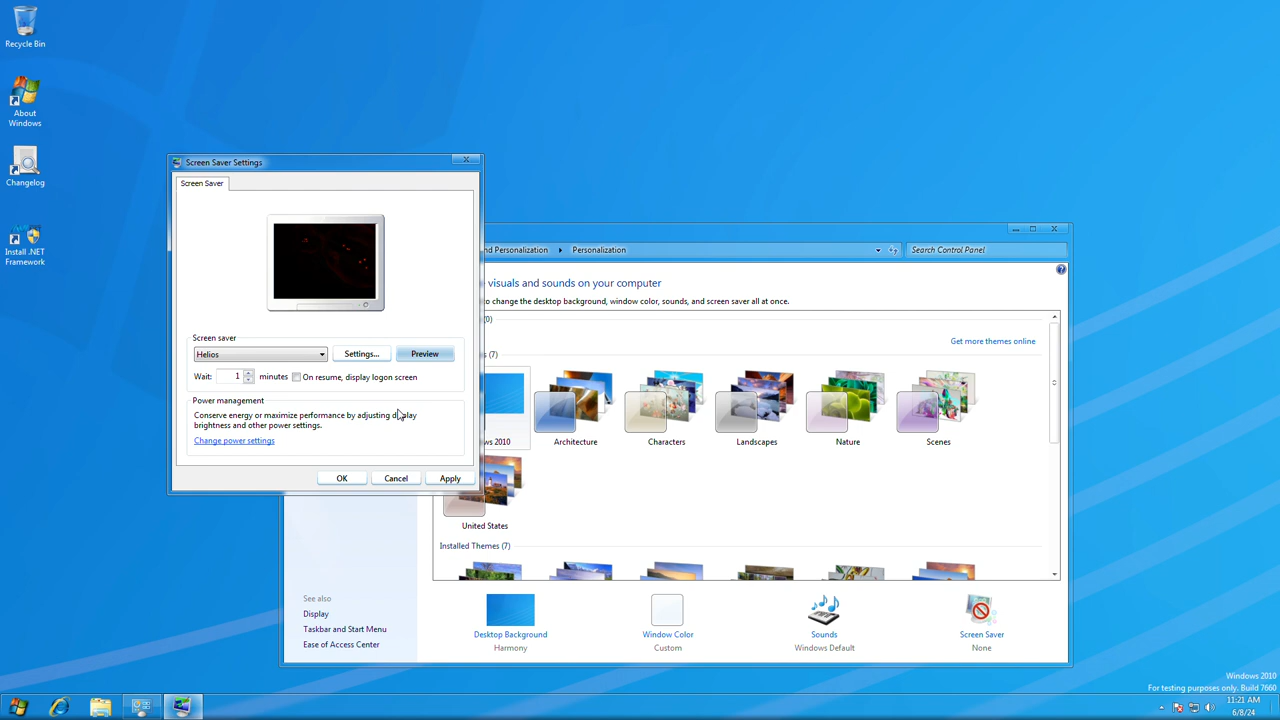 Recycle Bin
About
Windows
Changelog
Install .NET
Framework
Screen Saver Settings
Screen Saver
Screen saver
Helios
Settings...
Preview
Wait:
1
minutes
On resume, display logon screen
Power management
Conserve energy or maximize performance by adjusting display
brightness and other power settings.
Change power settings
OK
Cancel
Apply
nd Personalization
Personalization
Search Control Panel
visuals and sounds on your computer
to change the desktop background, window color, sounds, and screen saver all at once.
(0)
Get more themes online
(7)
2010
Architecture
Characters
Landscapes
Nature
Scenes
United States
Installed Themes (7)
See also
Display
Taskbar and Start Menu
Ease of Access Center
Desktop Background
Harmony
Window Color
Custom
Sounds
Windows Default
Screen Saver
None
Windows 2010
For testing purposes only. Build 7660
11:21 AM
6/8/24